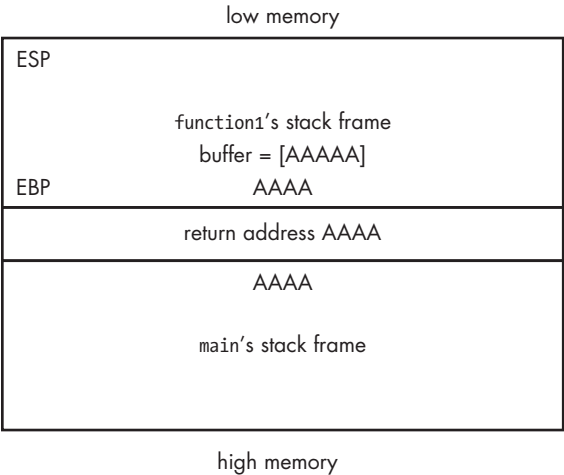 low memory
ESP
function1's stack frame
buffer = [AAAAA]
EBP AAAA
return address AAAA
AAAA
main's stack frame
high memory